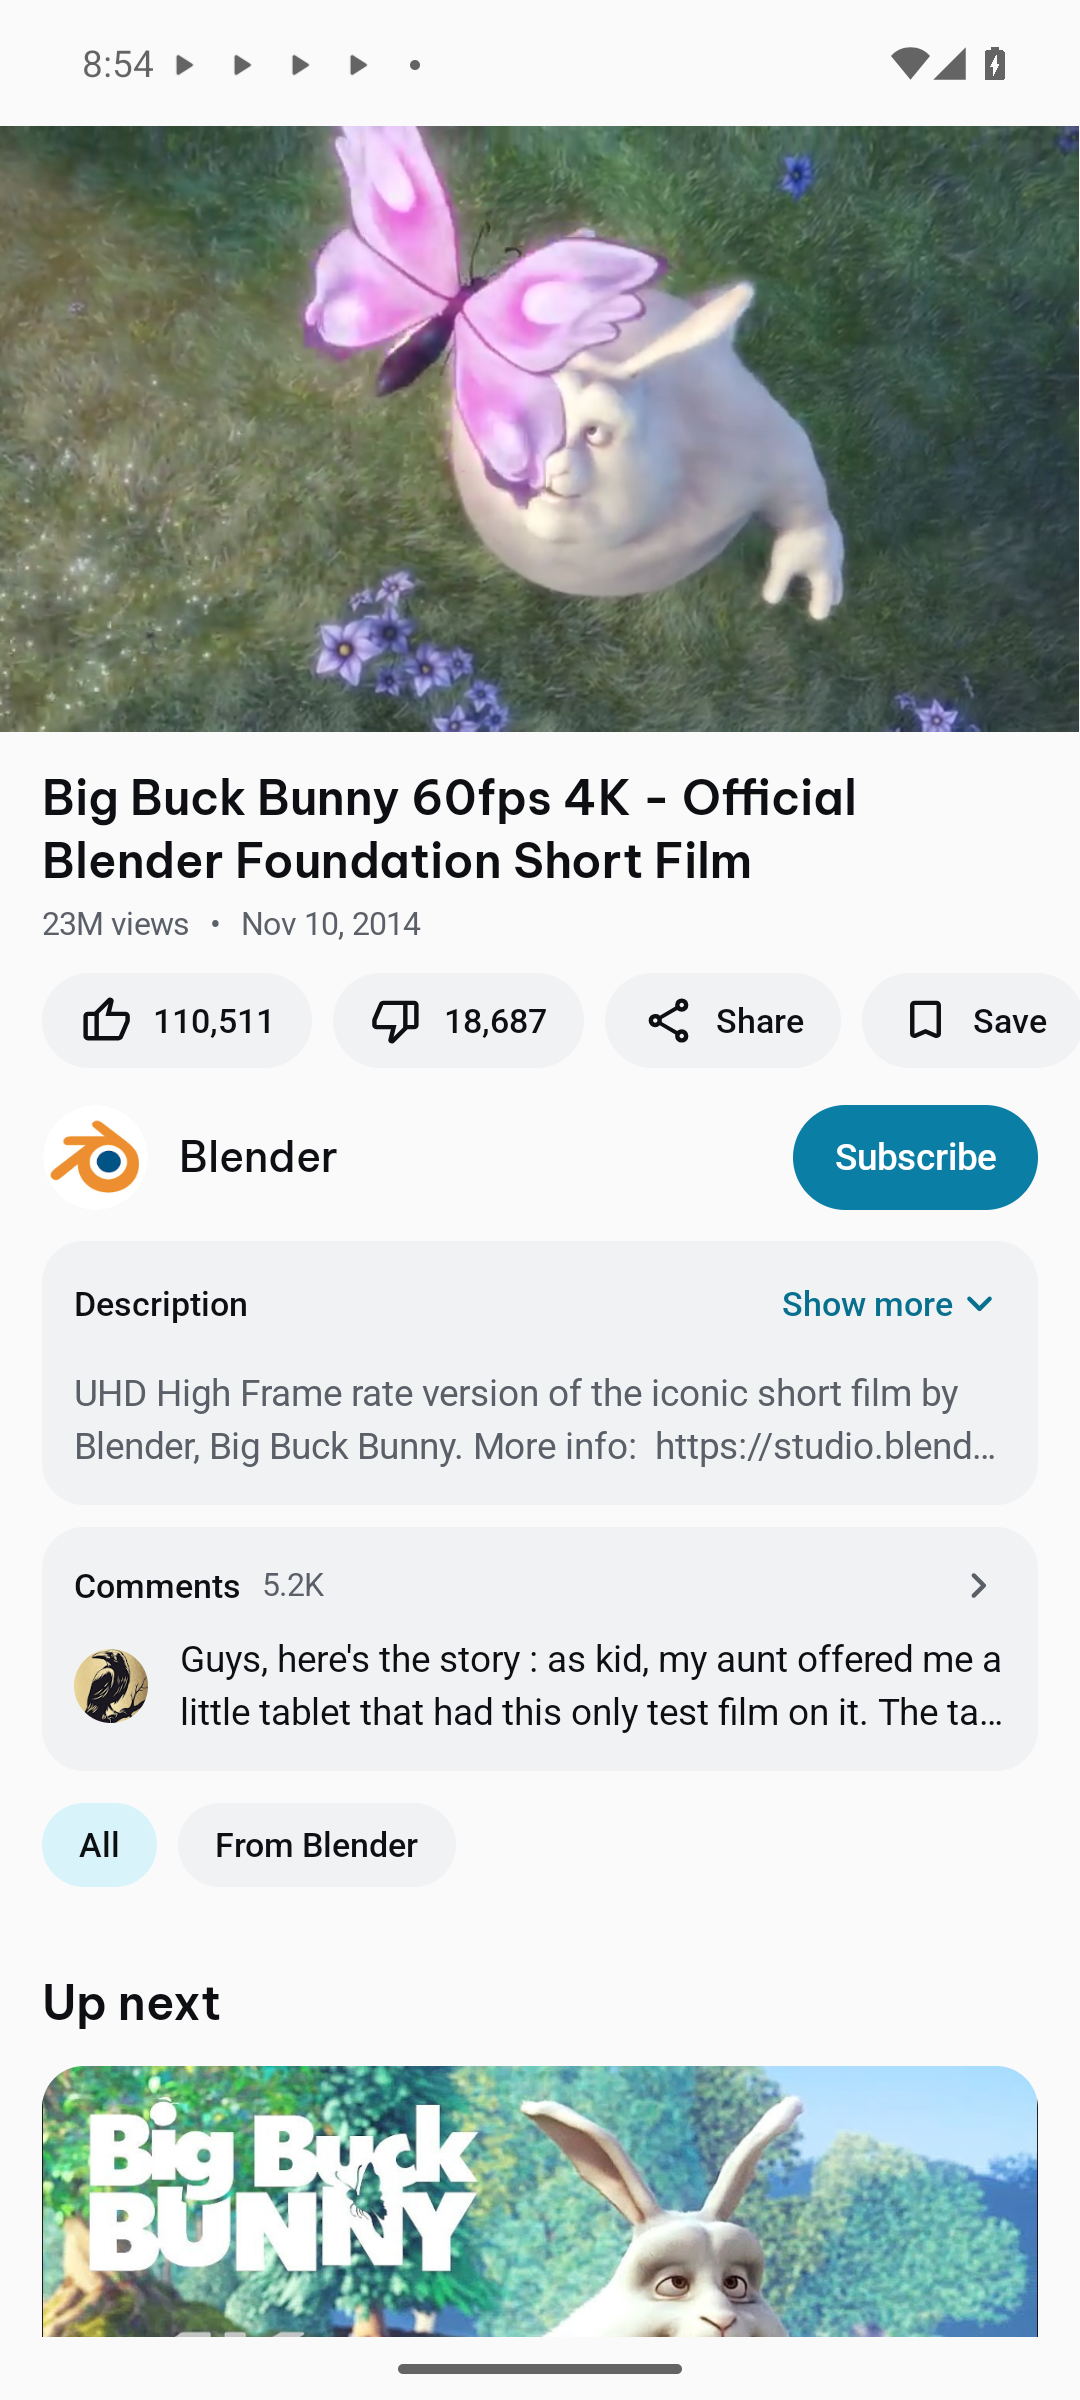 8:54
Big Buck Bunny 60fps 4K - Official
Blender Foundation Short Film
23M views • Nov 10, 2014
110,511
18,687
Share
Save
Blender
Subscribe
Description
Show more
UHD High Frame rate version of the iconic short film by
Blender, Big Buck Bunny. More info:  https://studio.blend...
Comments 5.2K
Guys, here's the story : as kid, my aunt offered me a
little tablet that had this only test film on it. The ta...
All
From Blender
Up next
Big Buck
BUNNY